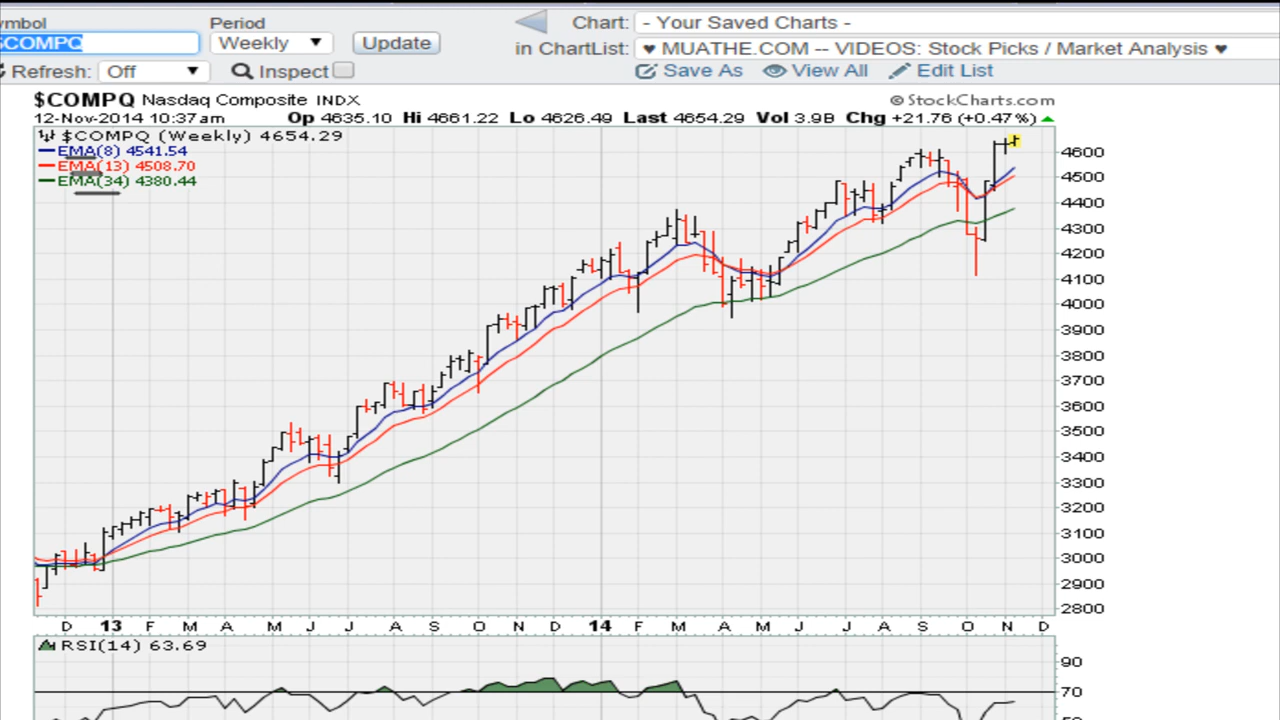 ymbol Period Chart: - Your Saved Charts -
$COMPQ Weekly Update in ChartList: ♥ MUATHE.COM -- VIDEOS: Stock Picks / Market Analysis ♥
Refresh: Off Inspect Save As View All Edit List
$COMPQ Nasdaq Composite INDX ©StockCharts.com
12-Nov-2014 10:37am Op 4635.10 Hi 4661.22 Lo 4626.49 Last 4654.29 Vol 3.9B Chg +21.76 (+0.47%)
$COMPQ (Weekly) 4654.29
EMA(8) 4541.54
EMA(13) 4508.70
EMA(34) 4380.44
4600
4500
4400
4300
4200
4100
4000
3900
3800
3700
3600
3500
3400
3300
3200
3100
3000
2900
2800
D 13 F M A M J J A S O N D 14 F M A M J J A S O N D
RSI(14) 63.69
90
70